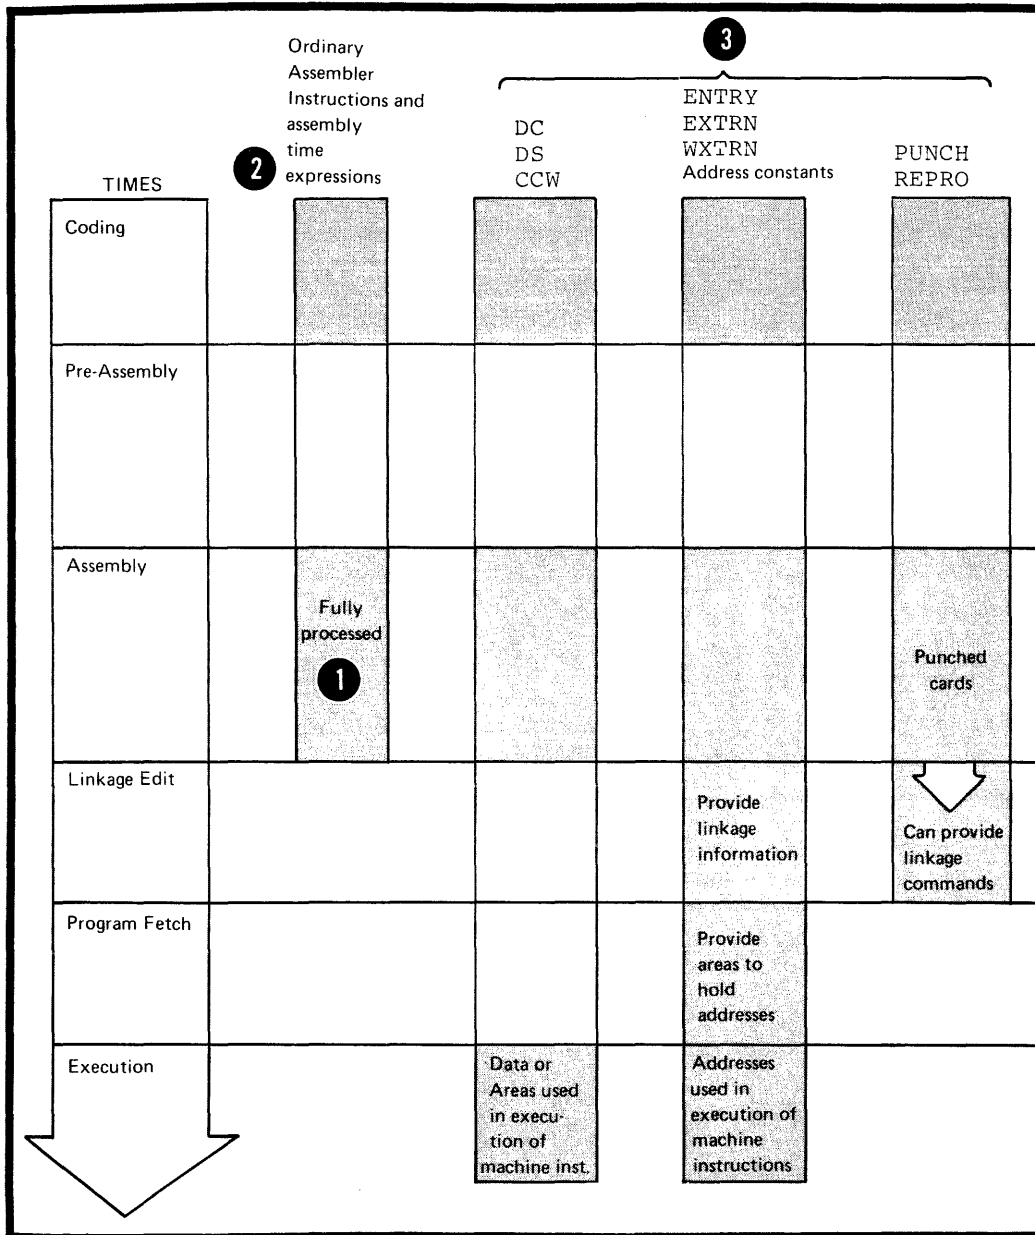 3
Ordinary
Assembler
Instructions and
assembly
time
expressions
2
DC
DS
CCW
ENTRY
EXTRN
WXTRN
Address constants
PUNCH
REPRO
TIMES
Coding
Pre-Assembly
Assembly
Fully
processed
1
Punched
cards
Linkage Edit
Provide
linkage
information
Can provide
linkage
commands
Program Fetch
Provide
areas to
hold
addresses
Execution
Data or
Areas used
in execu-
tion of
machine inst.
Addresses
used in
execution of
machine
instructions